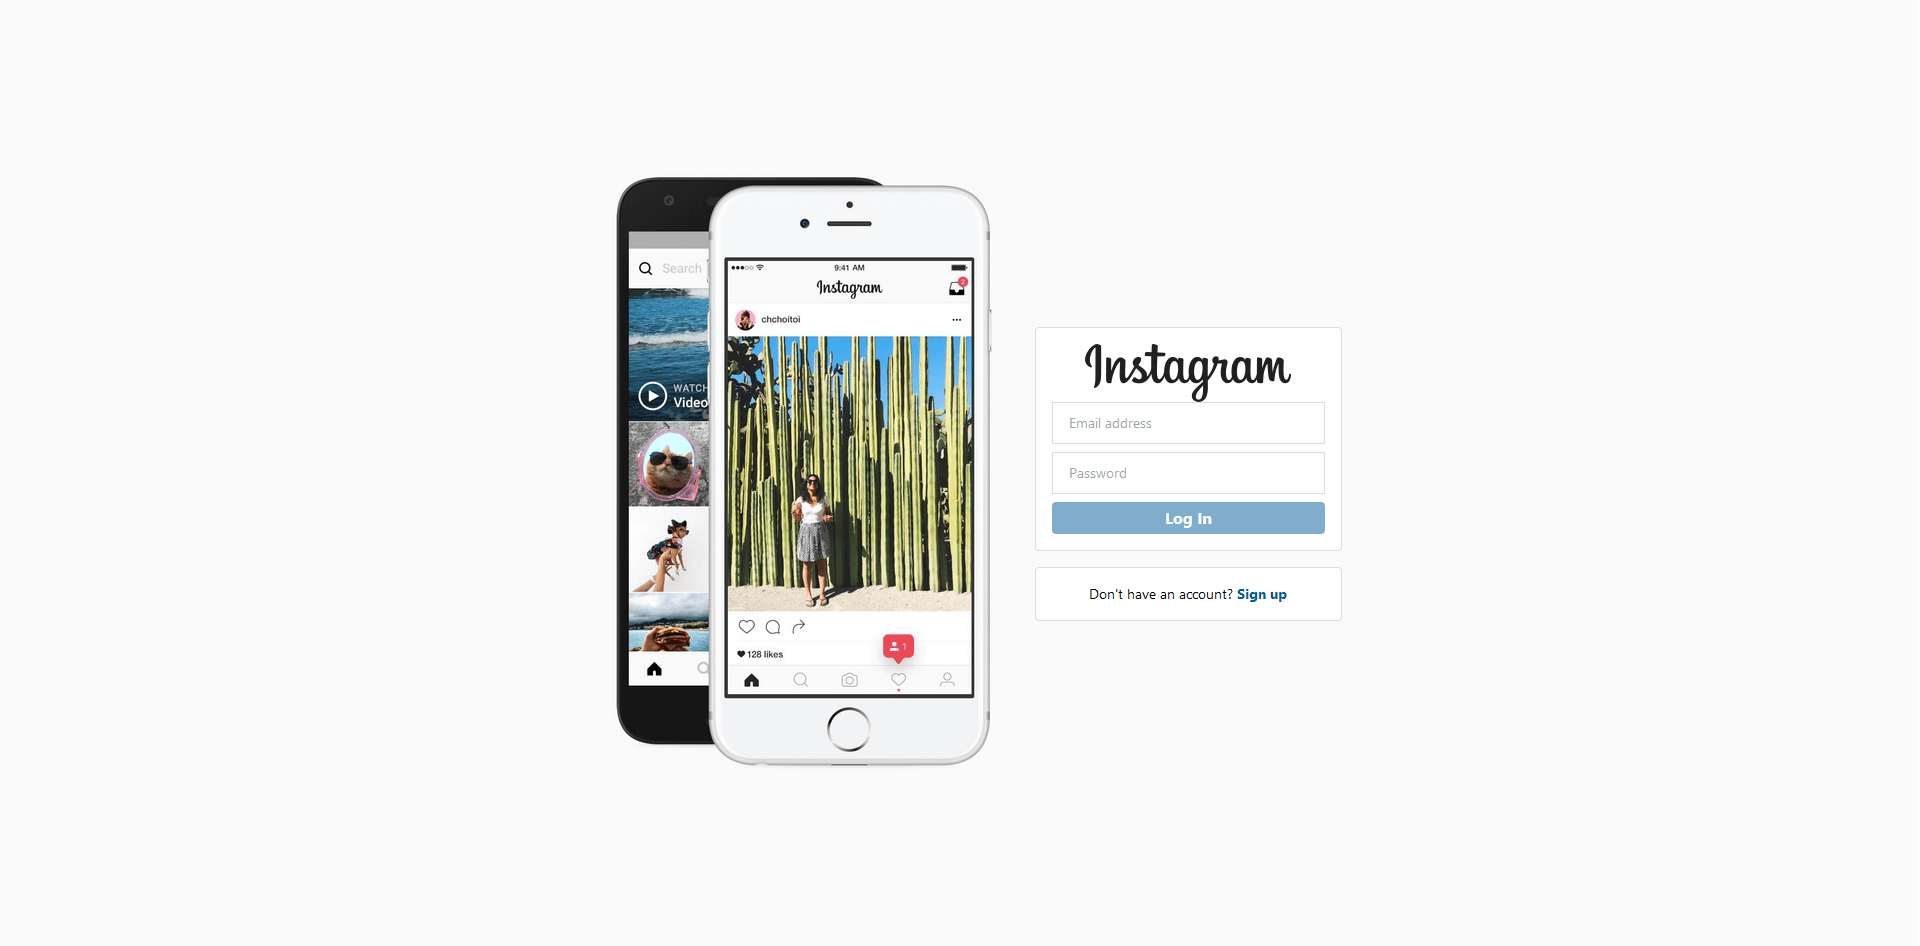 Search
WATCH
Video
9:41 AM
Instagram
2
chchoitoi
1
128 likes
Instagram
Email address
Password
Log In
Don't have an account? Sign up